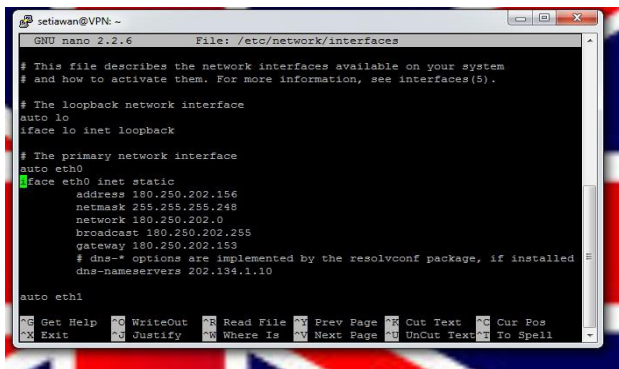 setiawan@VPN: ~
GNU nano 2.2.6 File: /etc/network/interfaces
# This file describes the network interfaces available on your system
# and how to activate them. For more information, see interfaces(5).
# The loopback network interface
auto lo
iface lo inet loopback
# The primary network interface
auto eth0
iface eth0 inet static
address 180.250.202.156
netmask 255.255.255.248
network 180.250.202.0
broadcast 180.250.202.255
gateway 180.250.202.153
# dns-* options are implemented by the resolvconf package, if installed
dns-nameservers 202.134.1.10
auto eth1
^G Get Help ^O WriteOut ^R Read File ^Y Prev Page ^K Cut Text ^C Cur Pos
^X Exit ^J Justify ^W Where Is ^V Next Page ^U UnCut Text ^T To Spell